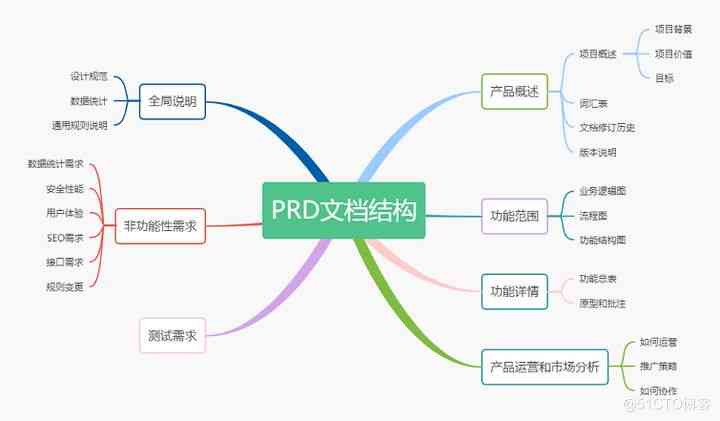 PRD文档结构
产品概述
项目概述
项目背景
项目价值
目标
词汇表
文档修订历史
版本说明
功能范围
业务逻辑图
流程图
功能结构图
功能详情
功能总表
原型和批注
产品运营和市场分析
如何运营
推广策略
如何协作
全局说明
设计规范
数据统计
通用规则说明
非功能性需求
数据统计需求
安全性能
用户体验
SEO需求
接口需求
规则变更
测试需求
@51CTO博客